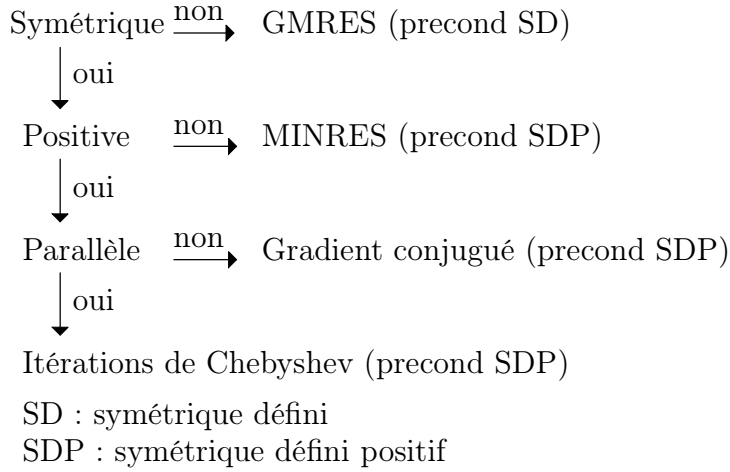 Symétrique non GMRES (precond SD)
oui
Positive non MINRES (precond SDP)
oui
Parallèle non Gradient conjugué (precond SDP)
oui
Itérations de Chebyshev (precond SDP)
SD : symétrique défini
SDP : symétrique défini positif